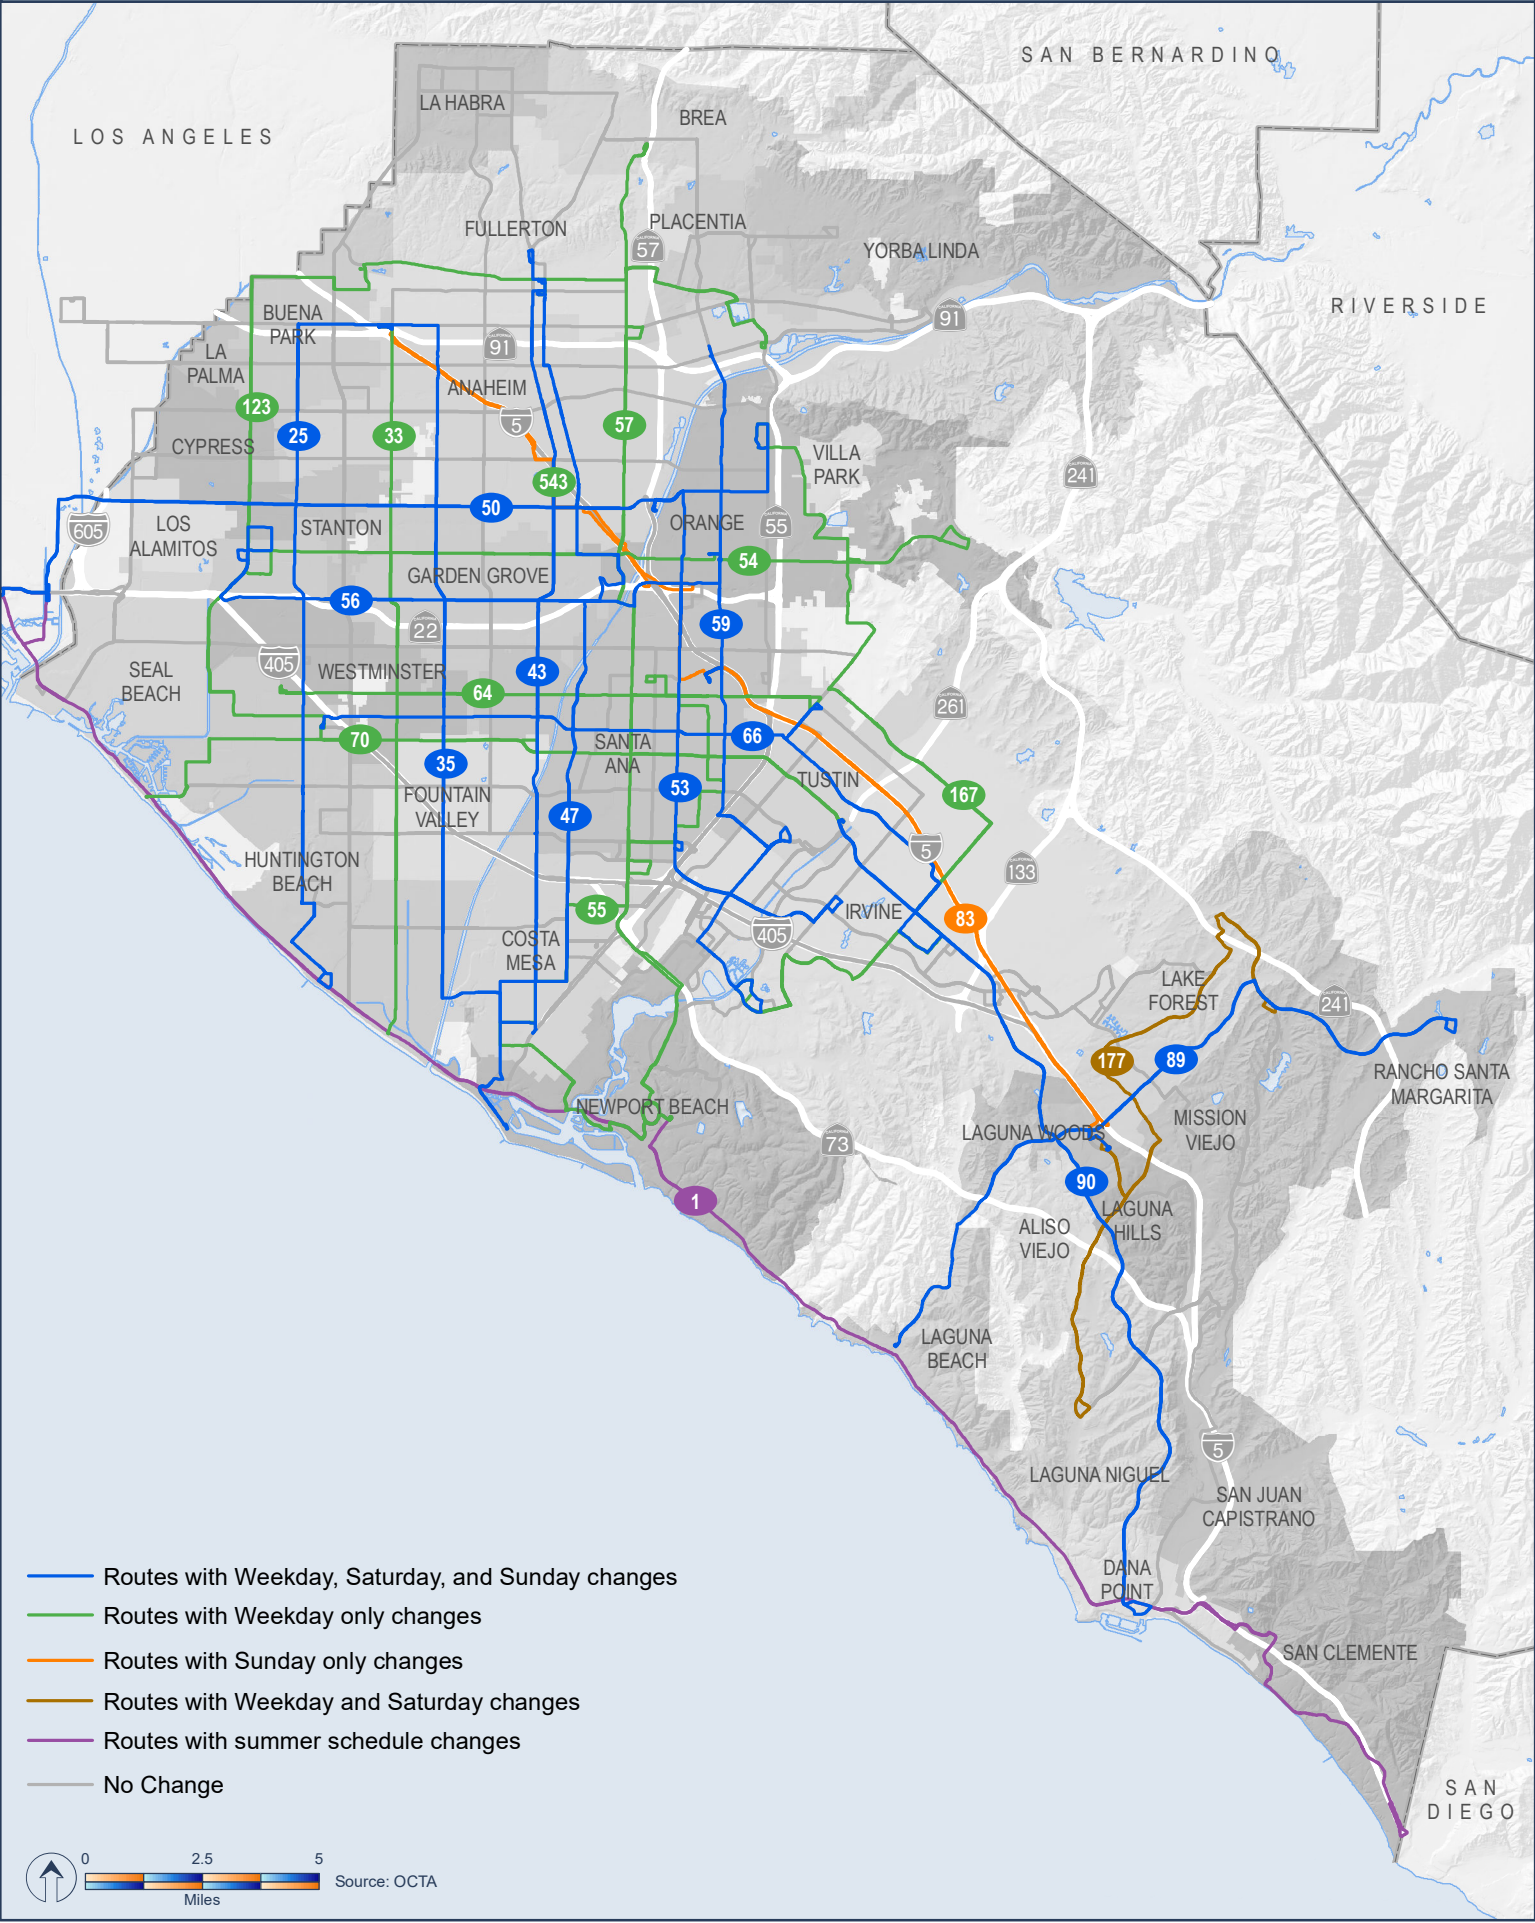 SAN BERNARDINO
LA HABRA
BREA
LOS ANGELES
FULLERTON
PLACENTIA
57
YORBA LINDA
RIVERSIDE
BUENA
PARK
91
91
LA
PALMA
ANAHEIM
123
25
33
5
57
CYPRESS
VILLA
PARK
241
543
50
605
LOS
ALAMITOS
STANTON
ORANGE
55
54
GARDEN GROVE
56
22
59
405
WESTMINSTER
43
SEAL
BEACH
64
261
70
SANTA
ANA
66
35
TUSTIN
53
167
FOUNTAIN
VALLEY
47
5
HUNTINGTON
BEACH
133
55
IRVINE
83
405
COSTA
MESA
LAKE
FOREST
241
177
89
RANCHO SANTA
MARGARITA
NEWPORT BEACH
MISSION
VIEJO
73
LAGUNA WOODS
90
1
LAGUNA
HILLS
ALISO
VIEJO
LAGUNA
BEACH
5
LAGUNA NIGUEL
SAN JUAN
CAPISTRANO
DANA
POINT
SAN CLEMENTE
SAN
DIEGO
Routes with Weekday, Saturday, and Sunday changes
Routes with Weekday only changes
Routes with Sunday only changes
Routes with Weekday and Saturday changes
Routes with summer schedule changes
No Change
0 2.5 5
Miles
Source: OCTA